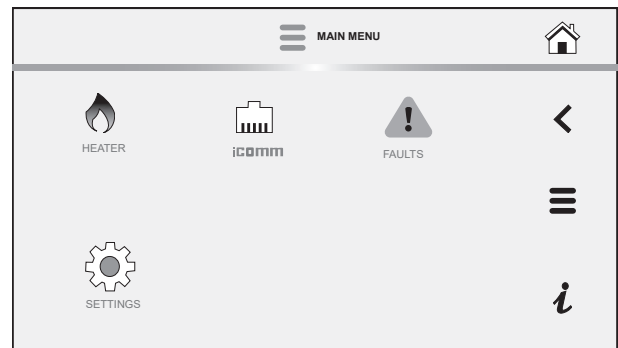 MAIN MENU
HEATER
iCOMM
FAULTS
SETTINGS
i